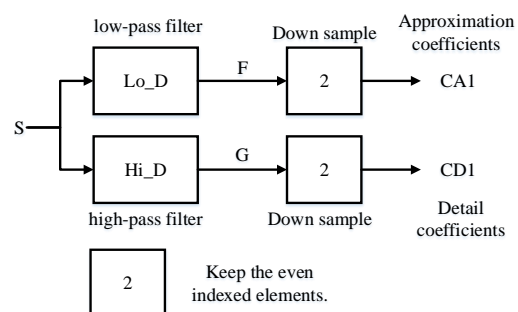 low-pass filter
Down sample
Approximation
coefficients
Lo_D
F
2
CA1
S
Hi_D
G
2
CD1
high-pass filter
Down sample
Detail
coefficients
2
Keep the even
indexed elements.